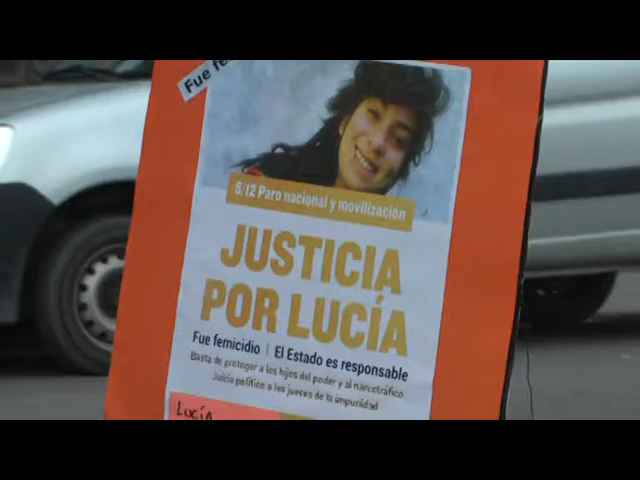 Fue fe
5/12 Paro nacional y movilización
JUSTICIA
POR LUCÍA
Fue femicidio | El Estado es responsable
Basta de proteger a los hijos del poder y al narcotráfico
Juicio político a los jueces de la impunidad
LUCÍA